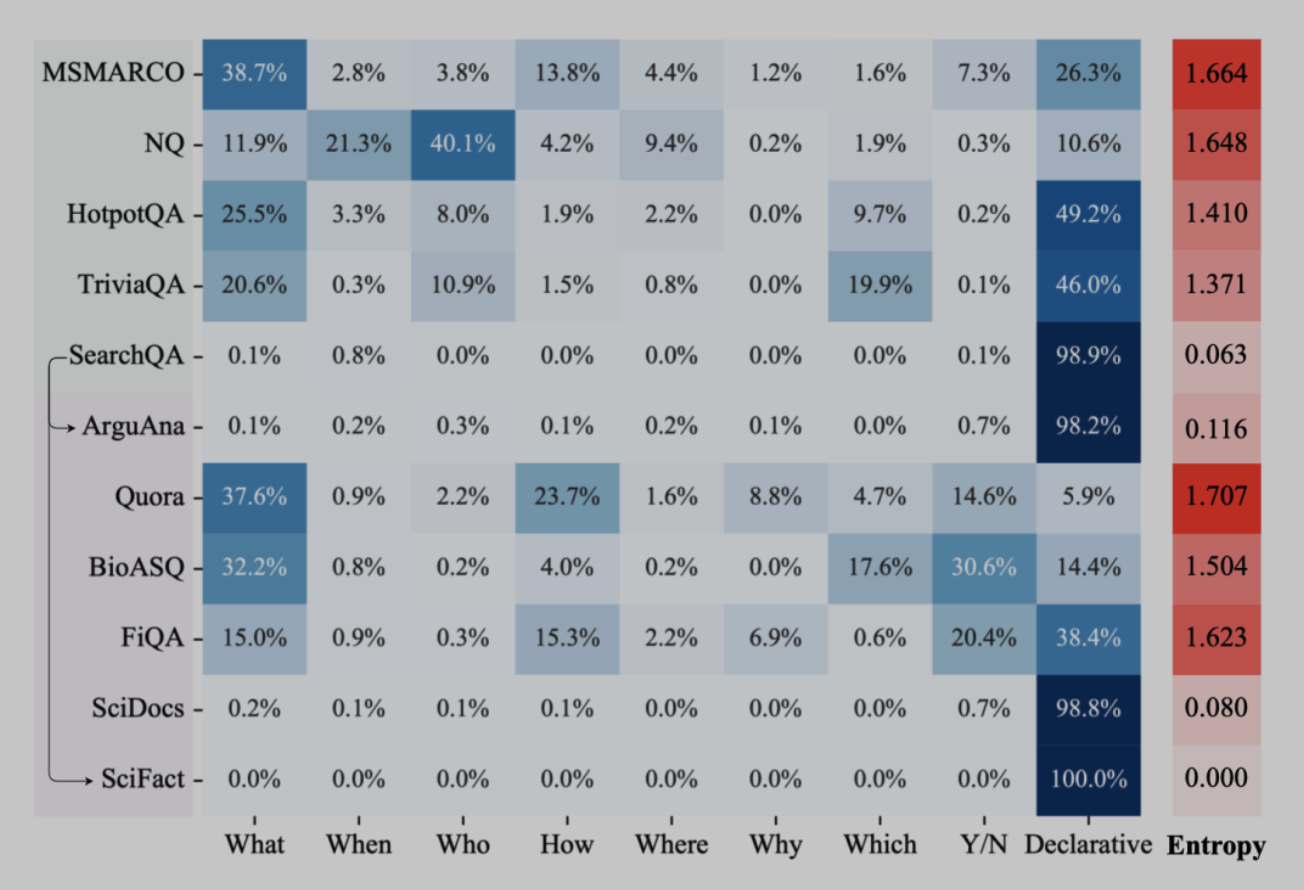 MSMARCO 38.7% 2.8% 3.8% 13.8% 4.4% 1.2% 1.6% 7.3% 26.3% 1.664
NQ 11.9% 21.3% 40.1% 4.2% 9.4% 0.2% 1.9% 0.3% 10.6% 1.648
HotpotQA 25.5% 3.3% 8.0% 1.9% 2.2% 0.0% 9.7% 0.2% 49.2% 1.410
TriviaQA 20.6% 0.3% 10.9% 1.5% 0.8% 0.0% 19.9% 0.1% 46.0% 1.371
SearchQA 0.1% 0.8% 0.0% 0.0% 0.0% 0.0% 0.0% 0.1% 98.9% 0.063
ArguAna 0.1% 0.2% 0.3% 0.1% 0.2% 0.1% 0.0% 0.7% 98.2% 0.116
Quora 37.6% 0.9% 2.2% 23.7% 1.6% 8.8% 4.7% 14.6% 5.9% 1.707
BioASQ 32.2% 0.8% 0.2% 4.0% 0.2% 0.0% 17.6% 30.6% 14.4% 1.504
FiQA 15.0% 0.9% 0.3% 15.3% 2.2% 6.9% 0.6% 20.4% 38.4% 1.623
SciDocs 0.2% 0.1% 0.1% 0.1% 0.0% 0.0% 0.0% 0.7% 98.8% 0.080
SciFact 0.0% 0.0% 0.0% 0.0% 0.0% 0.0% 0.0% 0.0% 100.0% 0.000
What When Who How Where Why Which Y/N Declarative Entropy